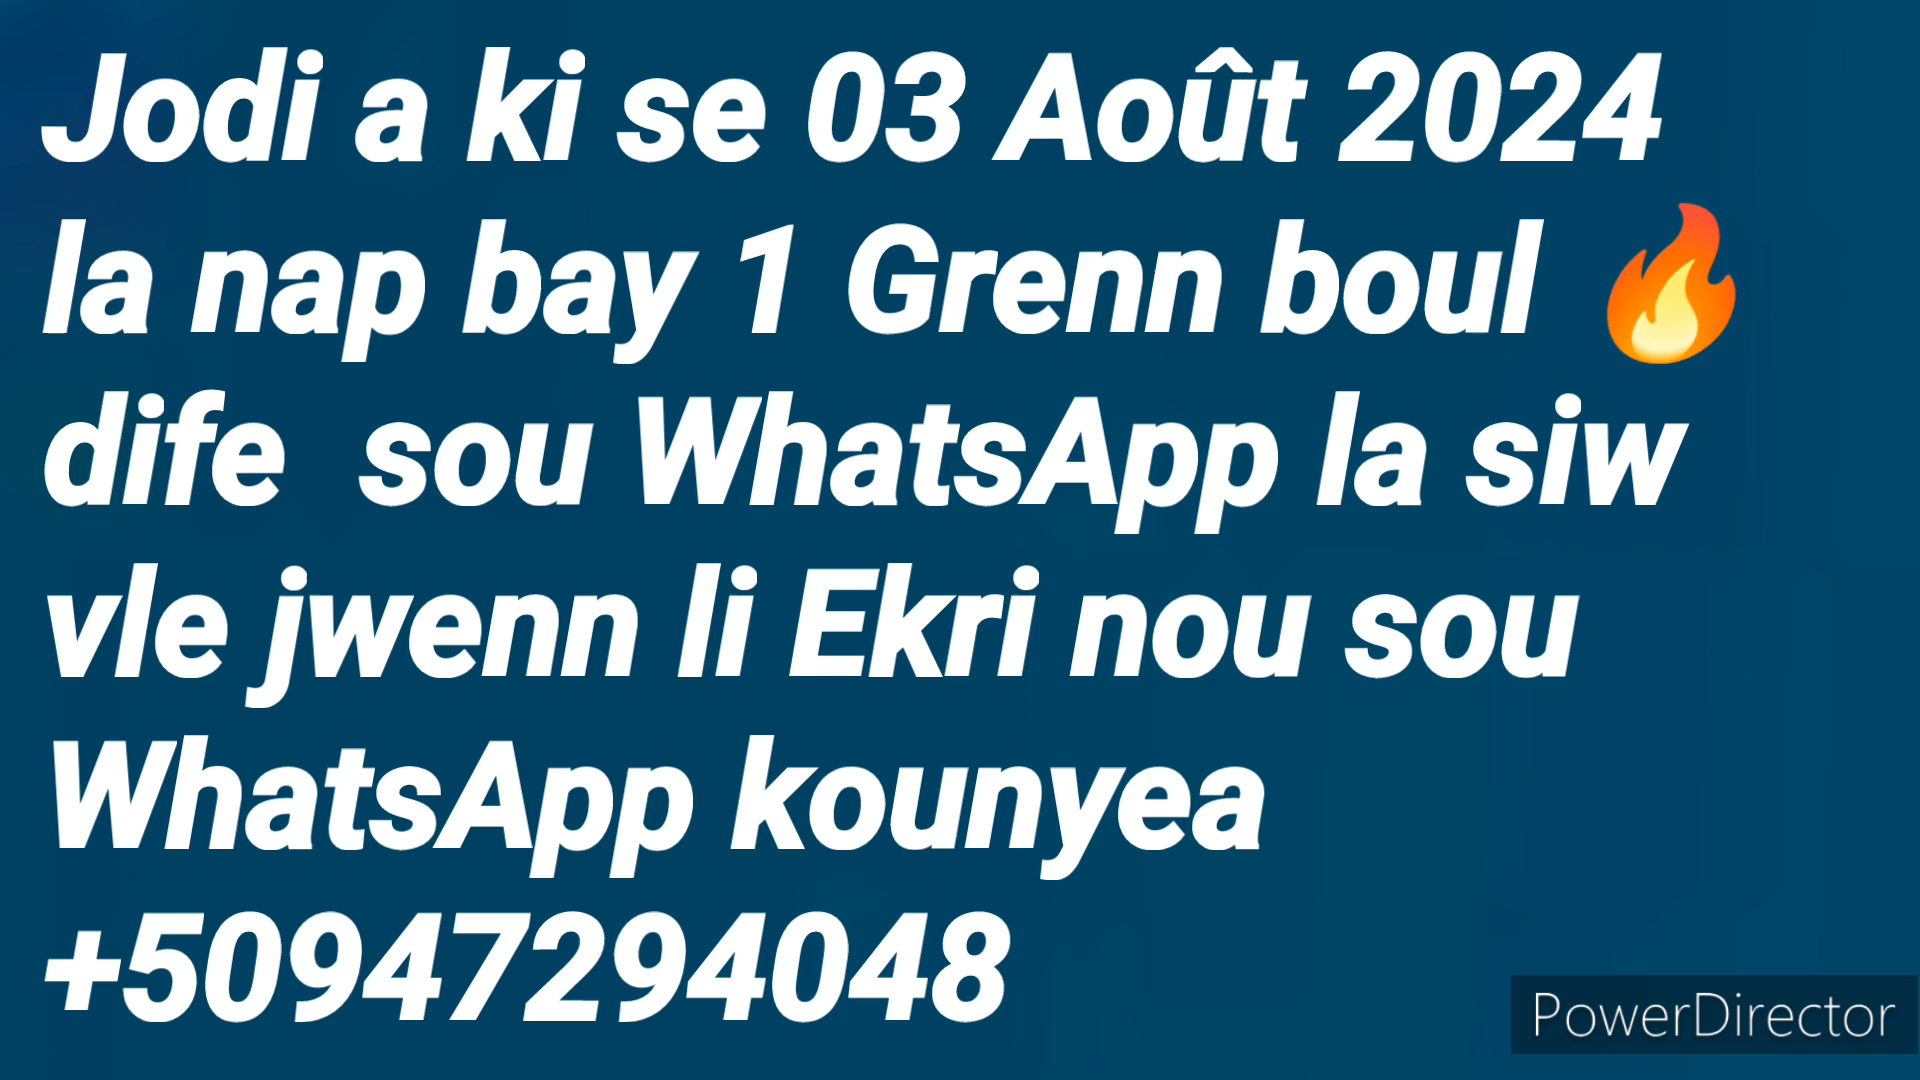 Jodi a ki se 03 Août 2024
la nap bay 1 Grenn boul 🔥
dife  sou WhatsApp la siw
vle jwenn li Ekri nou sou
WhatsApp kounyea
+50947294048
PowerDirector